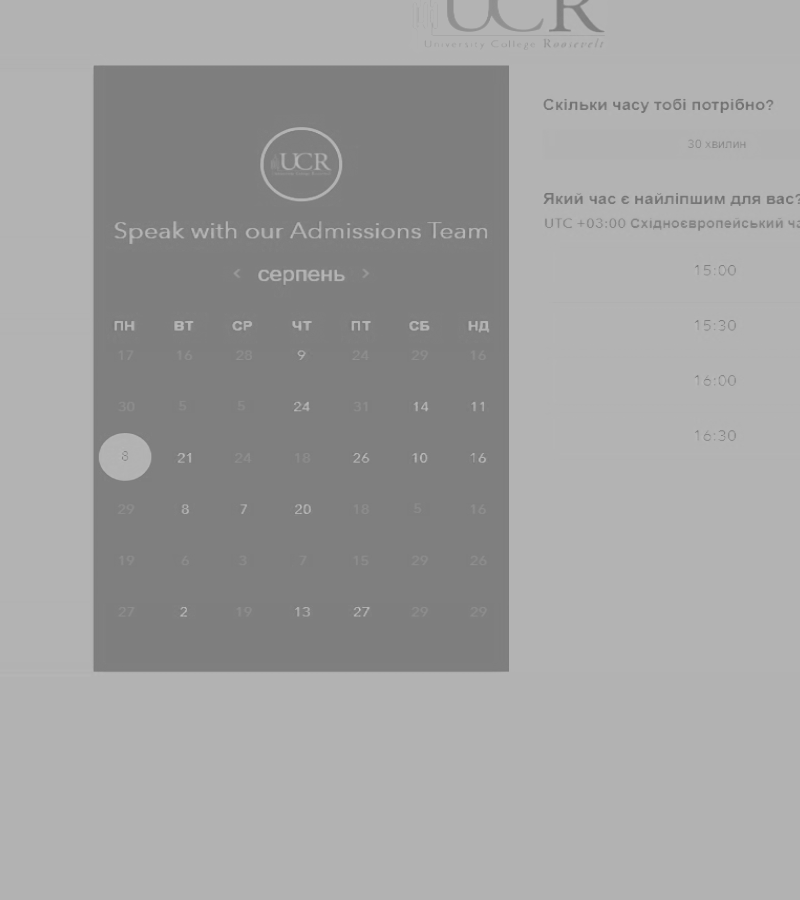 UCR
University College Roosevelt
Скільки часу тобі потрібно?
30 хвилин
UCR
Який час є найліпшим для вас?
UTC +03:00 Східноєвропейський
Speak with our Admissions Team
< серпень >
15:00
ПН ВТ СР ЧТ ПТ СБ НД
15:30
17 16 28 9 24 29 16
16:00
30 5 5 24 31 14 11
16:30
8 21 24 18 26 10 16
29 8 7 20 18 5 16
19 6 3 7 15 29 26
27 2 19 13 27 29 29